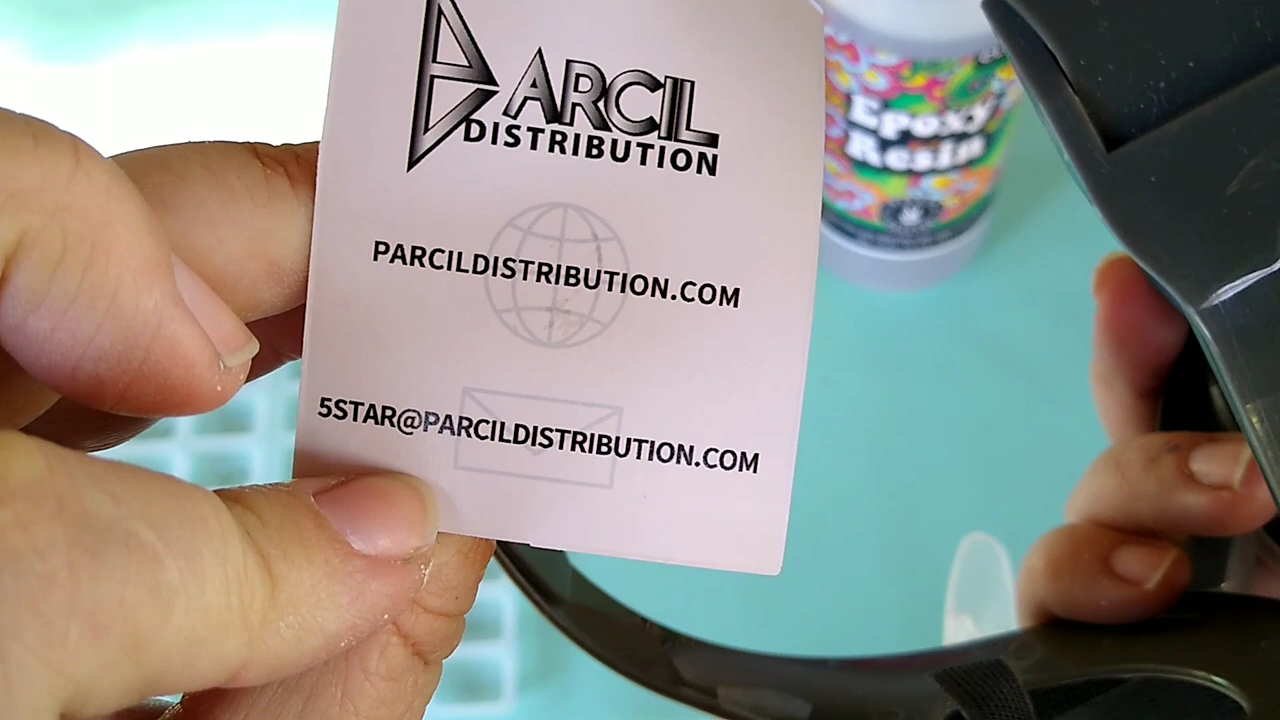 PARCIL
DISTRIBUTION
PARCILDISTRIBUTION.COM
5STAR@PARCILDISTRIBUTION.COM
Epoxy
Resin